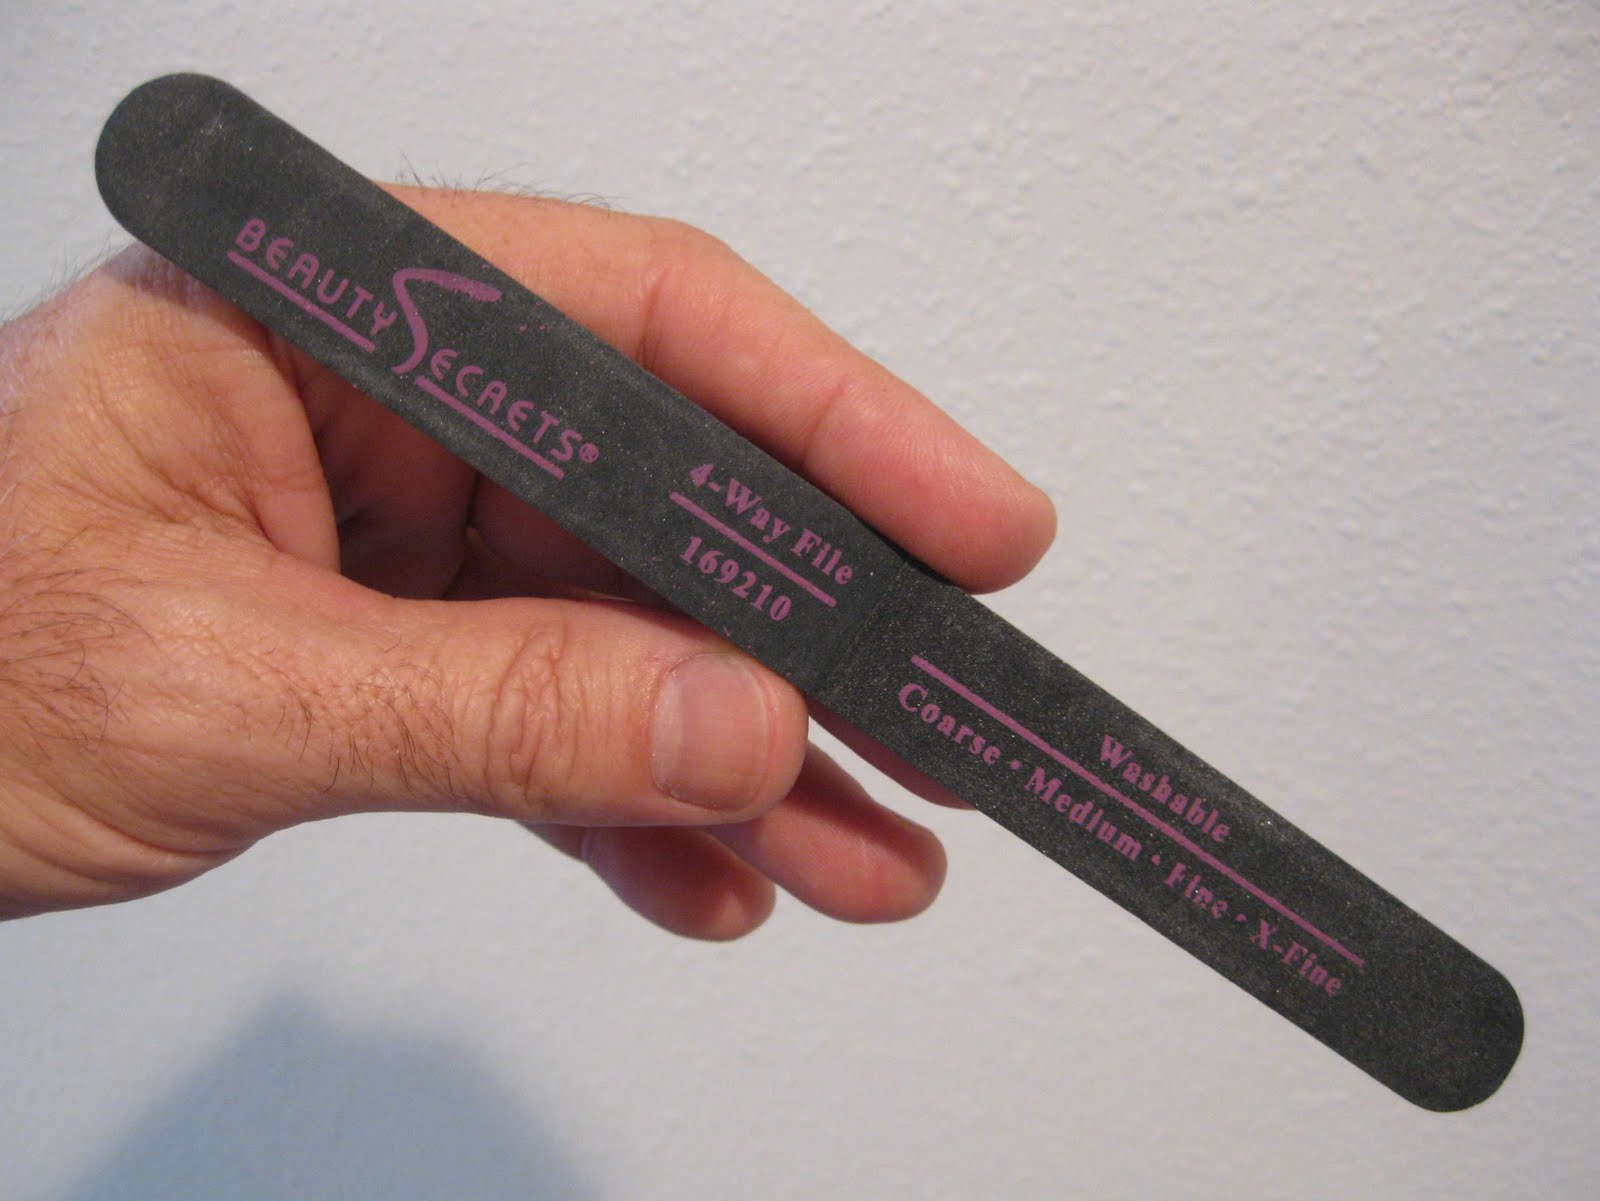 BEAUTY SECRETS®
4-Way File
169210
Washable
Coarse • Medium • Fine • X-Fine